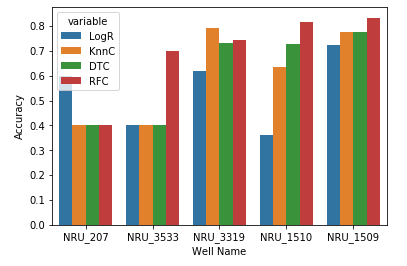 variable
LogR
KnnC
DTC
RFC
0.8
0.7
0.6
0.5
0.4
0.3
0.2
0.1
0.0
Accuracy
NRU_207 NRU_3533 NRU_3319 NRU_1510 NRU_1509
Well Name